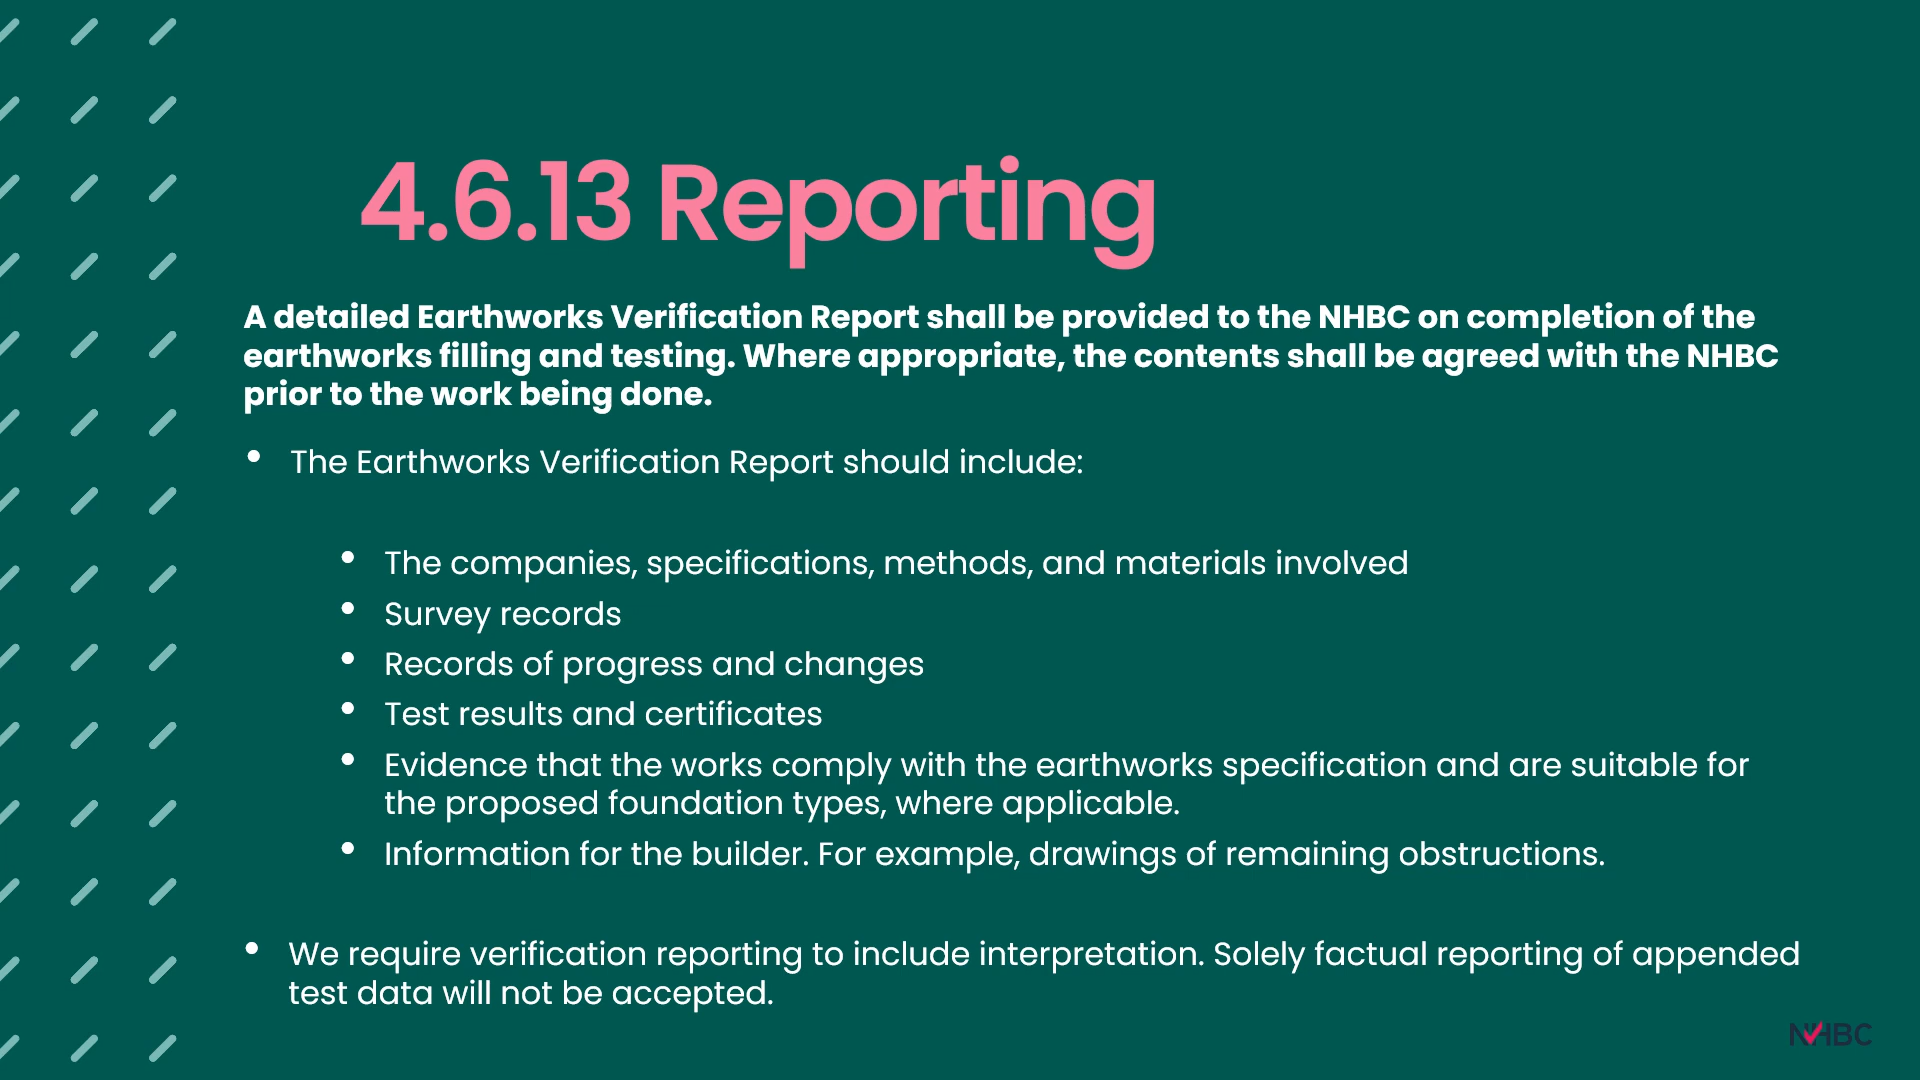 4.6.13 Reporting
A detailed Earthworks Verification Report shall be provided to the NHBC on completion of the
earthworks filling and testing. Where appropriate, the contents shall be agreed with the NHBC
prior to the work being done.
• The Earthworks Verification Report should include:
• The companies, specifications, methods, and materials involved
• Survey records
• Records of progress and changes
• Test results and certificates
• Evidence that the works comply with the earthworks specification and are suitable for
the proposed foundation types, where applicable.
• Information for the builder. For example, drawings of remaining obstructions.
• We require verification reporting to include interpretation. Solely factual reporting of appended
test data will not be accepted.
NHBC